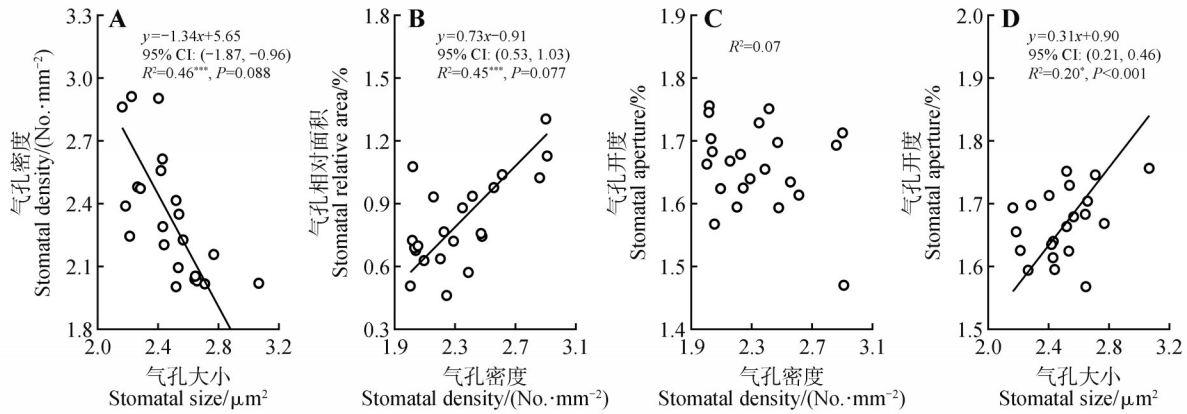 A
y=−1.34x+5.65
95% CI: (−1.87, −0.96)
R²=0.46***, P=0.088
3.3
3.0
2.7
2.4
2.1
1.8
2.0 2.4 2.8 3.2
气孔密度
Stomatal density/(No.·mm⁻²)
气孔大小
Stomatal size/μm²
B
y=0.73x−0.91
95% CI: (0.53, 1.03)
R²=0.45***, P=0.077
1.8
1.5
1.2
0.9
0.6
0.3
1.9 2.3 2.7 3.1
气孔相对面积
Stomatal relative area/%
气孔密度
Stomatal density/(No.·mm⁻²)
C
R²=0.07
1.9
1.8
1.7
1.6
1.5
1.4
1.9 2.3 2.7 3.1
气孔开度
Stomatal aperture/%
气孔密度
Stomatal density/(No.·mm⁻²)
D
y=0.31x+0.90
95% CI: (0.21, 0.46)
R²=0.20*, P<0.001
2.0
1.9
1.8
1.7
1.6
1.5
2.0 2.4 2.8 3.2
气孔开度
Stomatal aperture/%
气孔大小
Stomatal size/μm²